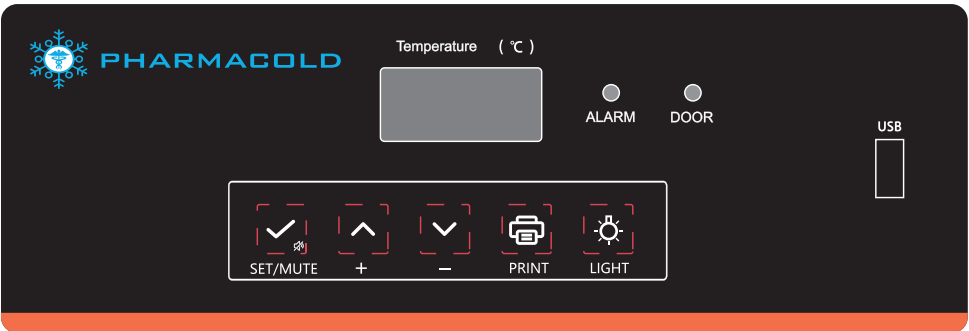 PHARMACOLD
Temperature (℃)
ALARM DOOR
USB
SET/MUTE + − PRINT LIGHT